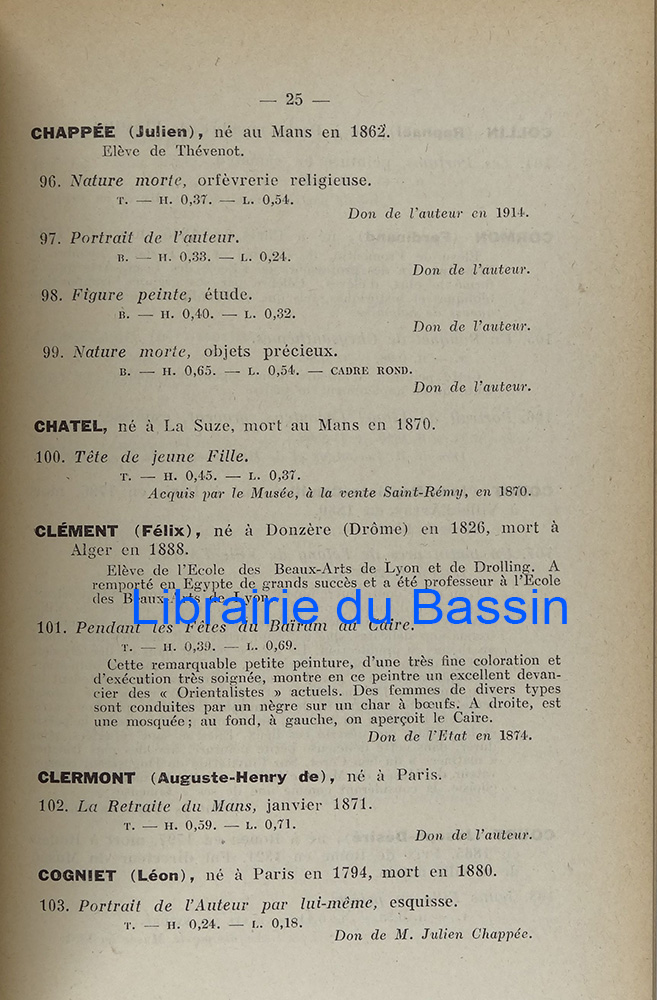 — 25 —
CHAPPÉE (Julien), né au Mans en 1862.
Elève de Thévenot.
96. Nature morte, orfèvrerie religieuse.
T. — H. 0,37. — L. 0,54.
Don de l'auteur en 1914.
97. Portrait de l'auteur.
B. — H. 0,33. — L. 0,24.
Don de l'auteur.
98. Figure peinte, étude.
B. — H. 0,40. — L. 0,32.
Don de l'auteur.
99. Nature morte, objets précieux.
B. — H. 0,65. — L. 0,54. — CADRE ROND.
Don de l'auteur.
CHATEL, né à La Suze, mort au Mans en 1870.
100. Tête de jeune Fille.
T. — H. 0,45. — L. 0,37.
Acquis par le Musée, à la vente Saint-Rémy, en 1870.
CLÉMENT (Félix), né à Donzère (Drôme) en 1826, mort à
Alger en 1888.
Elève de l'Ecole des Beaux-Arts de Lyon et de Drolling. A
remporté en Egypte de grands succès et a été professeur à l'Ecole
des Beaux-Arts de Lyon.
Librairie du Bassin
101. Pendant les Fêtes du Baïram au Caire.
T. — H. 0,39. — L. 0,69.
Cette remarquable petite peinture, d'une très fine coloration et
d'exécution très soignée, montre en ce peintre un excellent devan-
cier des « Orientalistes » actuels. Des femmes de divers types
sont conduites par un nègre sur un char à bœufs. A droite, est
une mosquée; au fond, à gauche, on aperçoit le Caire.
Don de l'Etat en 1874.
CLERMONT (Auguste-Henry de), né à Paris.
102. La Retraite du Mans, janvier 1871.
T. — H. 0,59. — L. 0,71.
Don de l'auteur.
COGNIET (Léon), né à Paris en 1794, mort en 1880.
103. Portrait de l'Auteur par lui-même, esquisse.
T. — H. 0,24. — L. 0,18.
Don de M. Julien Chappée.